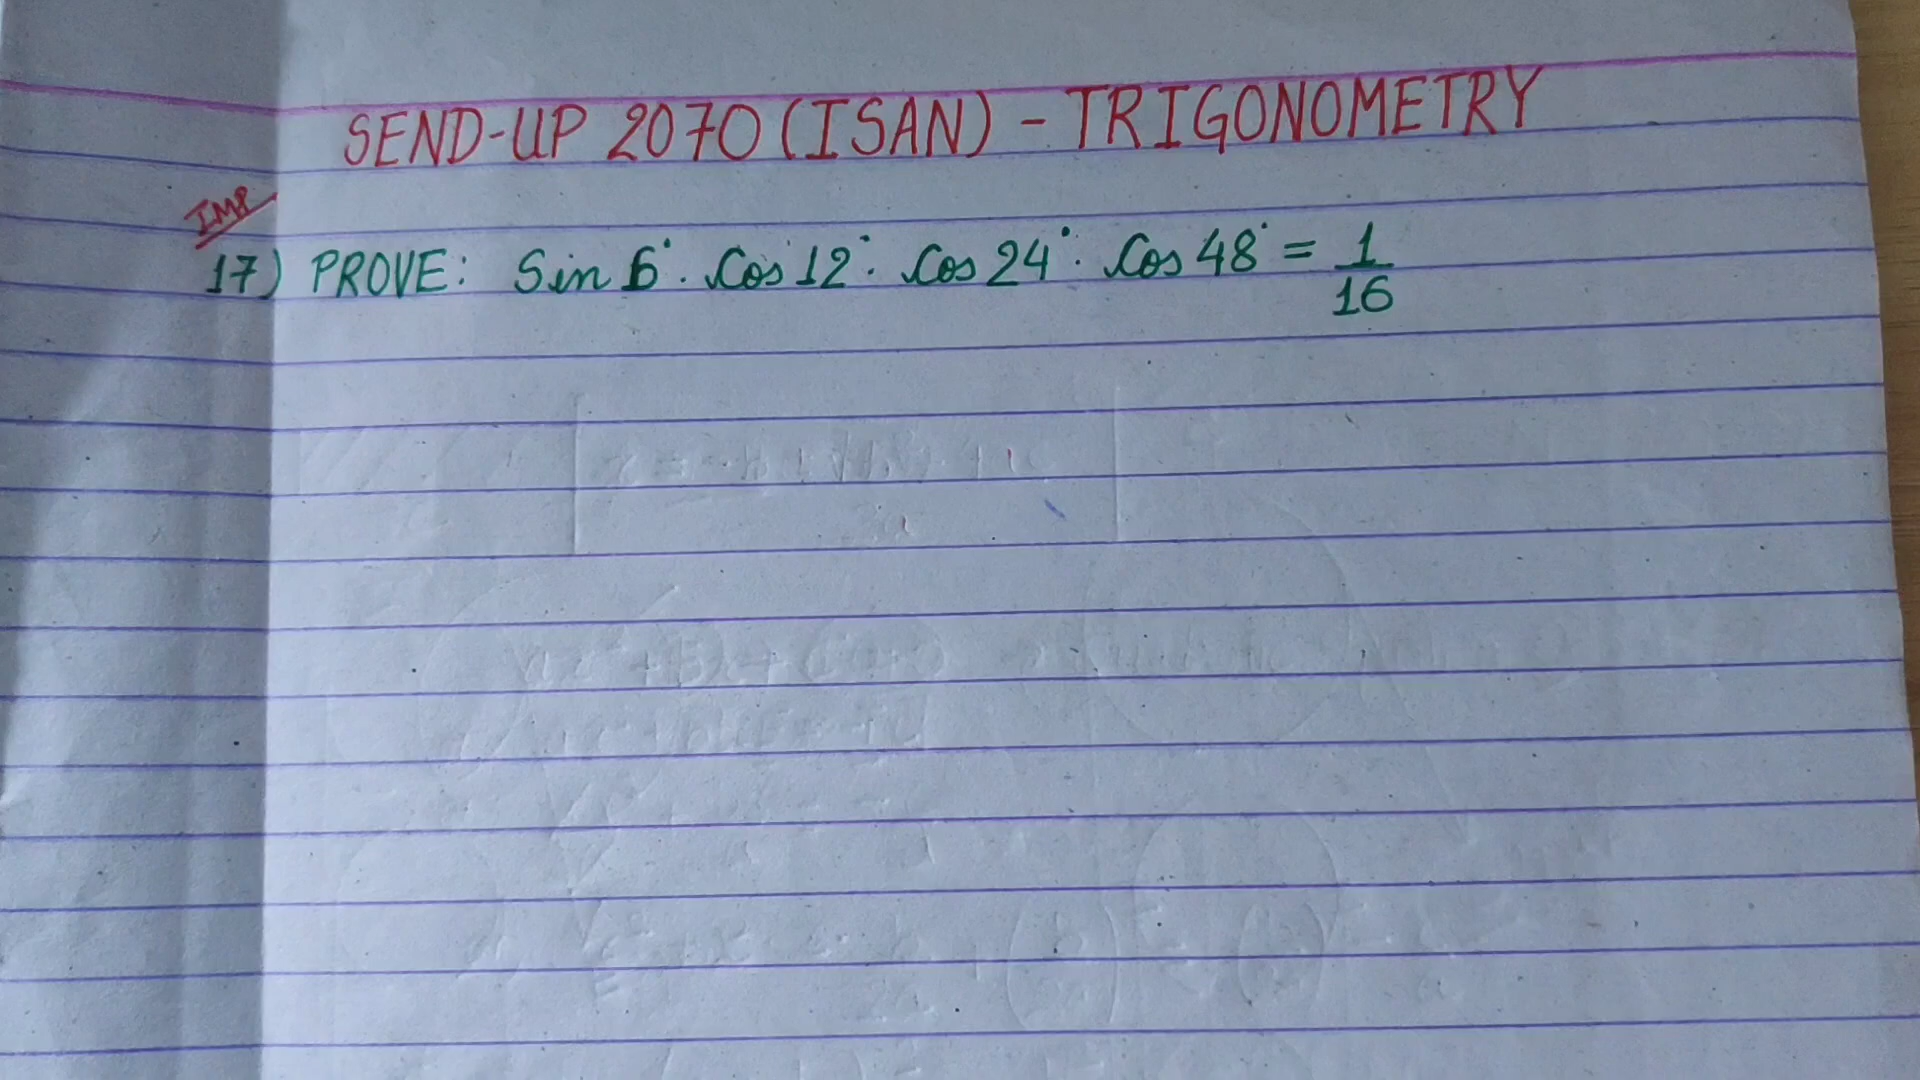 SEND-UP 2070 (ISAN) - TRIGONOMETRY
IMP
17) PROVE: Sin 6° . Cos 12° . Cos 24° . Cos 48° = 1/16